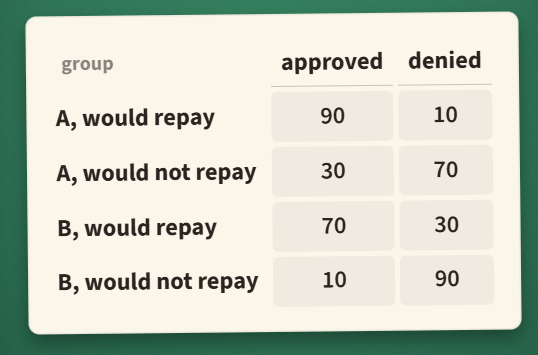 group approved denied
A, would repay 90 10
A, would not repay 30 70
B, would repay 70 30
B, would not repay 10 90